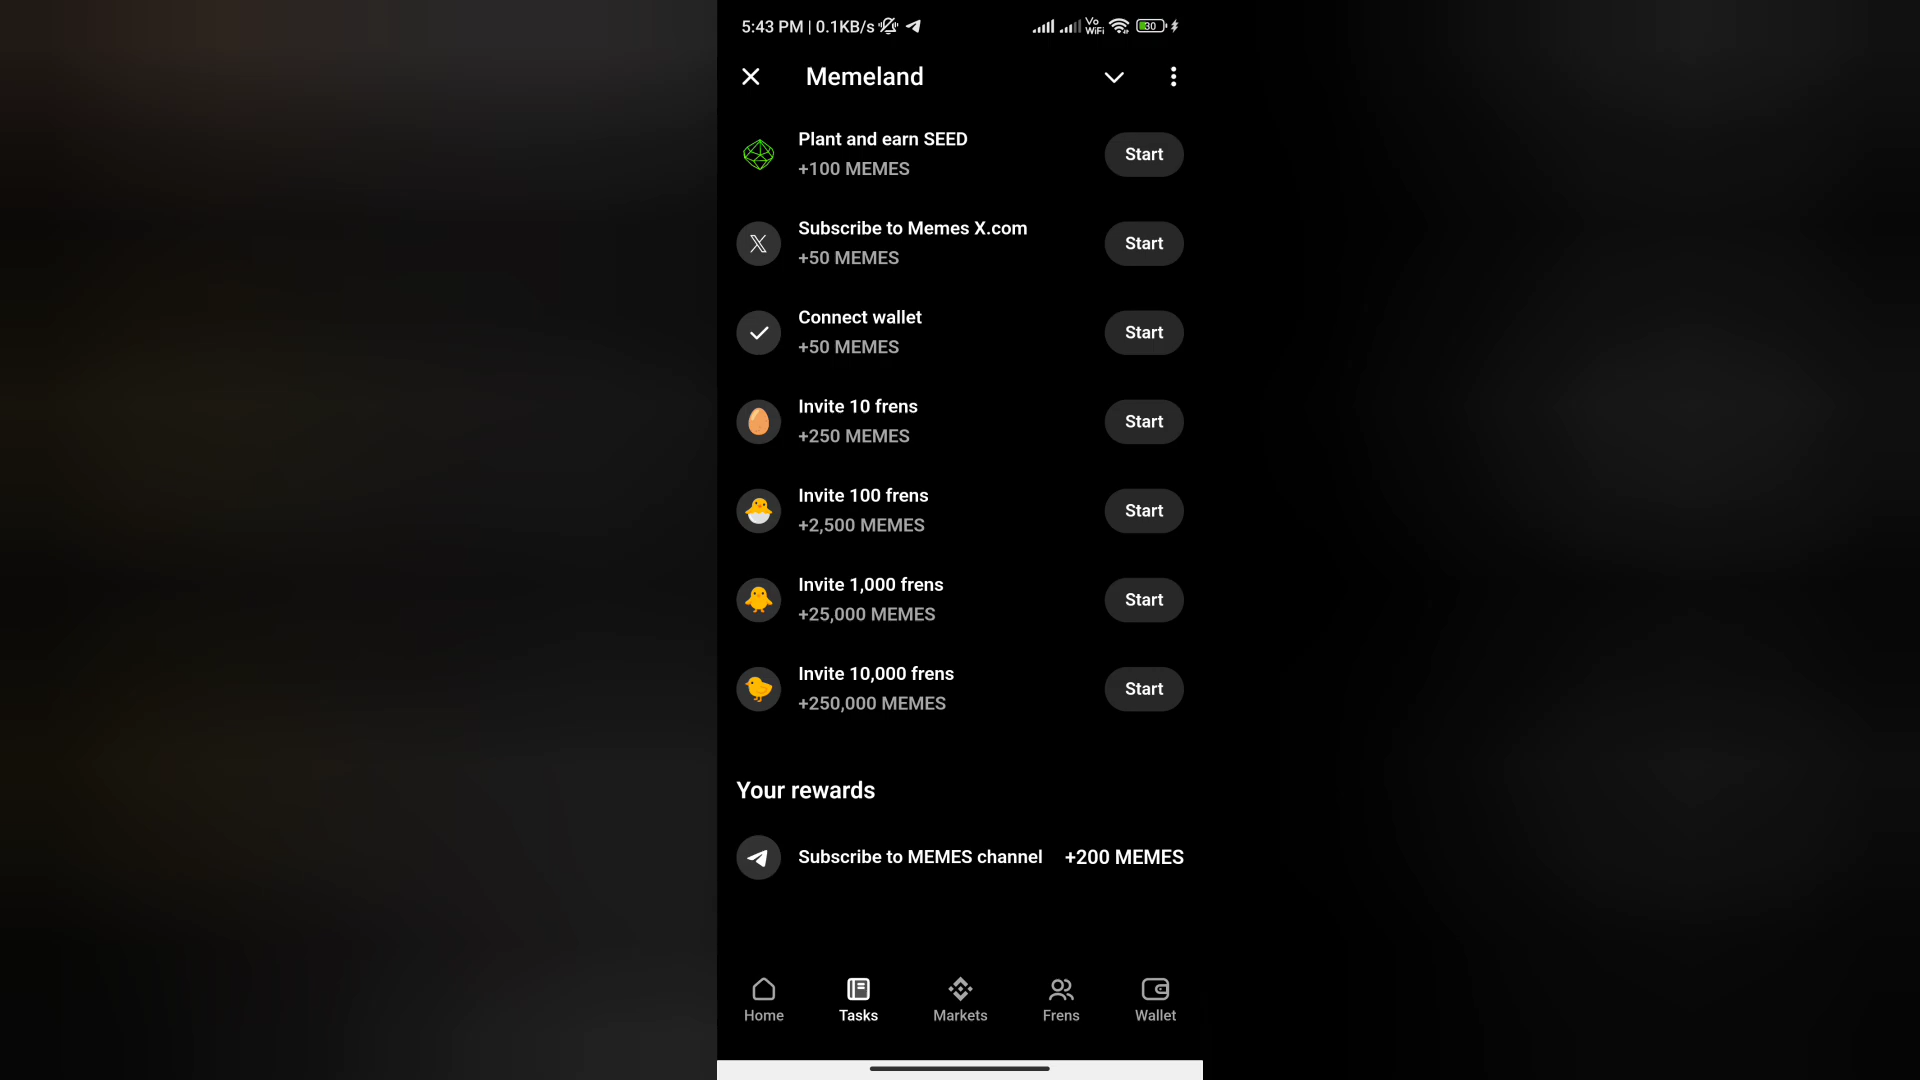 5:43 PM | 0.1KB/s
Vo
WiFi
30
Memeland
Plant and earn SEED
+100 MEMES
Start
Subscribe to Memes X.com
+50 MEMES
Start
Connect wallet
+50 MEMES
Start
Invite 10 frens
+250 MEMES
Start
Invite 100 frens
+2,500 MEMES
Start
Invite 1,000 frens
+25,000 MEMES
Start
Invite 10,000 frens
+250,000 MEMES
Start
Your rewards
Subscribe to MEMES channel +200 MEMES
Home Tasks Markets Frens Wallet